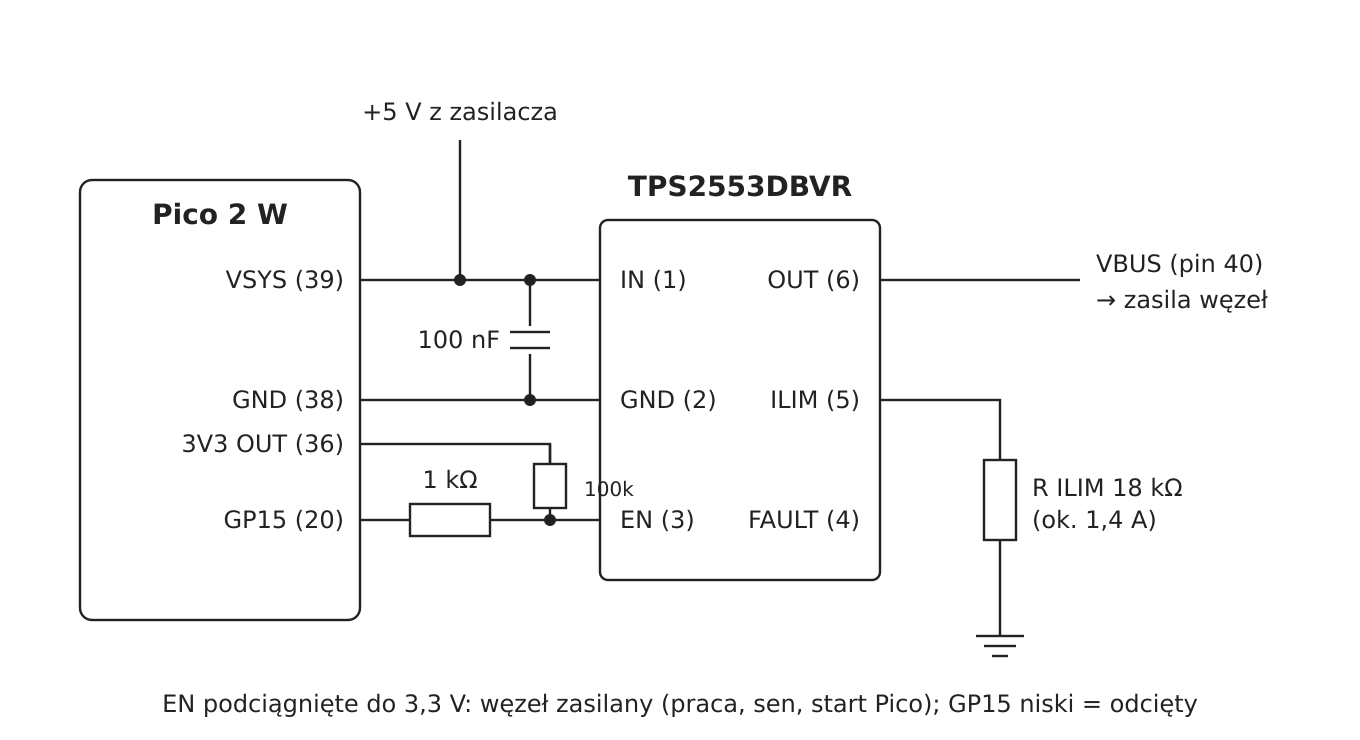 +5 V z zasilacza
TPS2553DBVR
Pico 2 W
VSYS (39)
IN (1)
OUT (6)
VBUS (pin 40)
→ zasila węzeł
100 nF
GND (38)
GND (2)
ILIM (5)
3V3 OUT (36)
1 kΩ
100k
R ILIM 18 kΩ
(ok. 1,4 A)
GP15 (20)
EN (3)
FAULT (4)
EN podciągnięte do 3,3 V: węzeł zasilany (praca, sen, start Pico); GP15 niski = odcięty